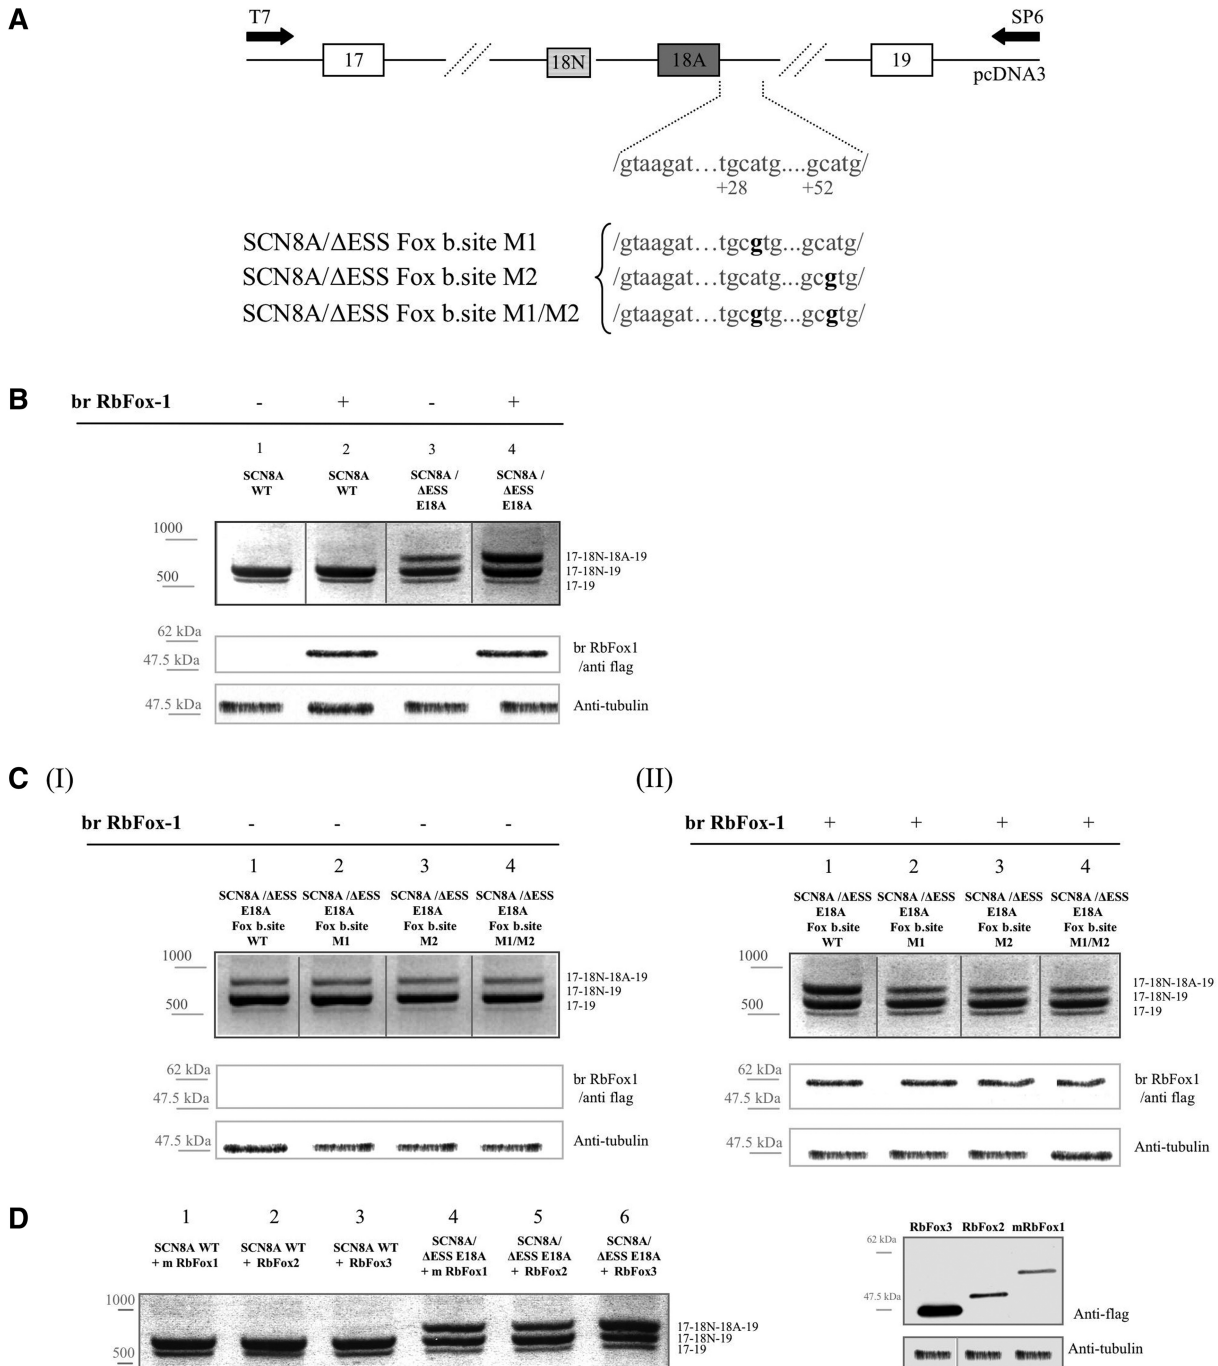 A
T7
SP6
17
18N
18A
19
pcDNA3
/gtaagat…tgcatg....gcatg/
+28
+52
SCN8A/ΔESS Fox b.site M1
/gtaagat…tgcgtg...gcatg/
SCN8A/ΔESS Fox b.site M2
/gtaagat…tgcatg...gcgtg/
SCN8A/ΔESS Fox b.site M1/M2
/gtaagat…tgcgtg...gcgtg/
B
br RbFox-1 - + - +
1 2 3 4
SCN8A WT
SCN8A WT
SCN8A / ΔESS E18A
SCN8A / ΔESS E18A
1000
500
17-18N-18A-19
17-18N-19
17-19
62 kDa
47.5 kDa
br RbFox1
/anti flag
47.5 kDa
Anti-tubulin
C (I)
br RbFox-1 - - - -
1 2 3 4
SCN8A /ΔESS SCN8A /ΔESS SCN8A /ΔESS SCN8A /ΔESS
E18A E18A E18A E18A
Fox b.site Fox b.site Fox b.site Fox b.site
WT M1 M2 M1/M2
1000
500
17-18N-18A-19
17-18N-19
17-19
62 kDa
47.5 kDa
br RbFox1
/anti flag
47.5 kDa
Anti-tubulin
(II)
br RbFox-1 + + + +
1 2 3 4
SCN8A /ΔESS SCN8A /ΔESS SCN8A /ΔESS SCN8A /ΔESS
E18A E18A E18A E18A
Fox b.site Fox b.site Fox b.site Fox b.site
WT M1 M2 M1/M2
1000
500
17-18N-18A-19
17-18N-19
17-19
62 kDa
47.5 kDa
br RbFox1
/anti flag
47.5 kDa
Anti-tubulin
D
1 2 3 4 5 6
SCN8A WT + m RbFox1
SCN8A WT + RbFox2
SCN8A WT + RbFox3
SCN8A/ ΔESS E18A + m RbFox1
SCN8A/ ΔESS E18A + RbFox2
SCN8A/ ΔESS E18A + RbFox3
1000
500
17-18N-18A-19
17-18N-19
17-19
RbFox3 RbFox2 mRbFox1
62 kDa
47.5 kDa
Anti-flag
Anti-tubulin